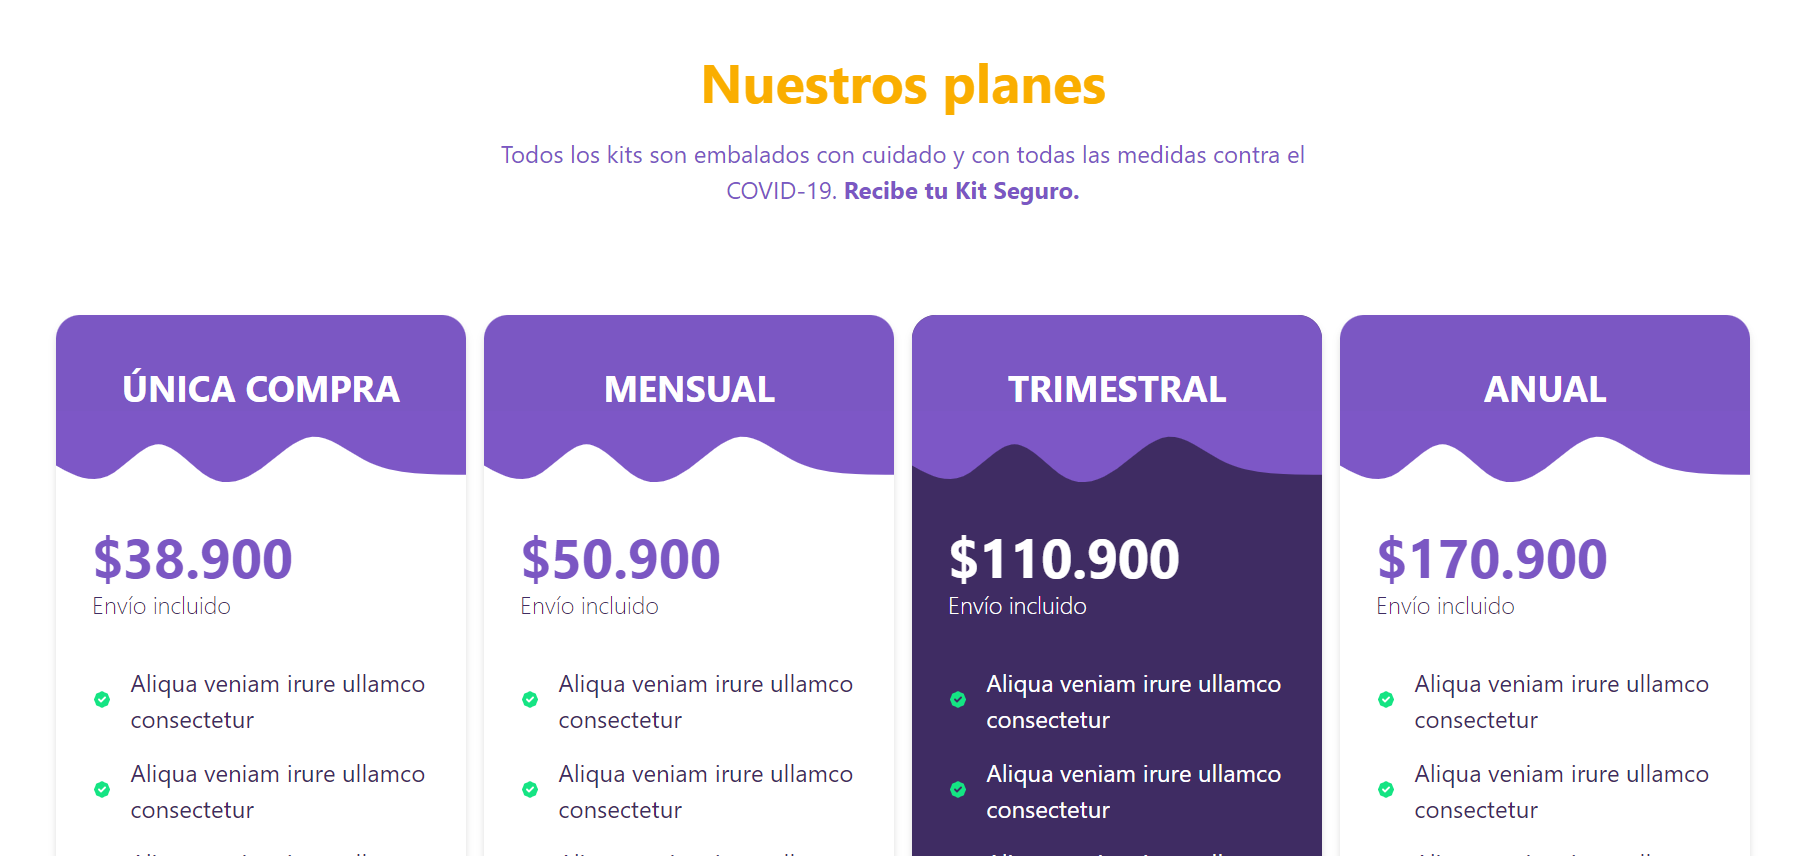 Nuestros planes
Todos los kits son embalados con cuidado y con todas las medidas contra el
COVID-19. Recibe tu Kit Seguro.
ÚNICA COMPRA
$38.900
Envío incluido
Aliqua veniam irure ullamco
consectetur
Aliqua veniam irure ullamco
consectetur
MENSUAL
$50.900
Envío incluido
Aliqua veniam irure ullamco
consectetur
Aliqua veniam irure ullamco
consectetur
TRIMESTRAL
$110.900
Envío incluido
Aliqua veniam irure ullamco
consectetur
Aliqua veniam irure ullamco
consectetur
ANUAL
$170.900
Envío incluido
Aliqua veniam irure ullamco
consectetur
Aliqua veniam irure ullamco
consectetur